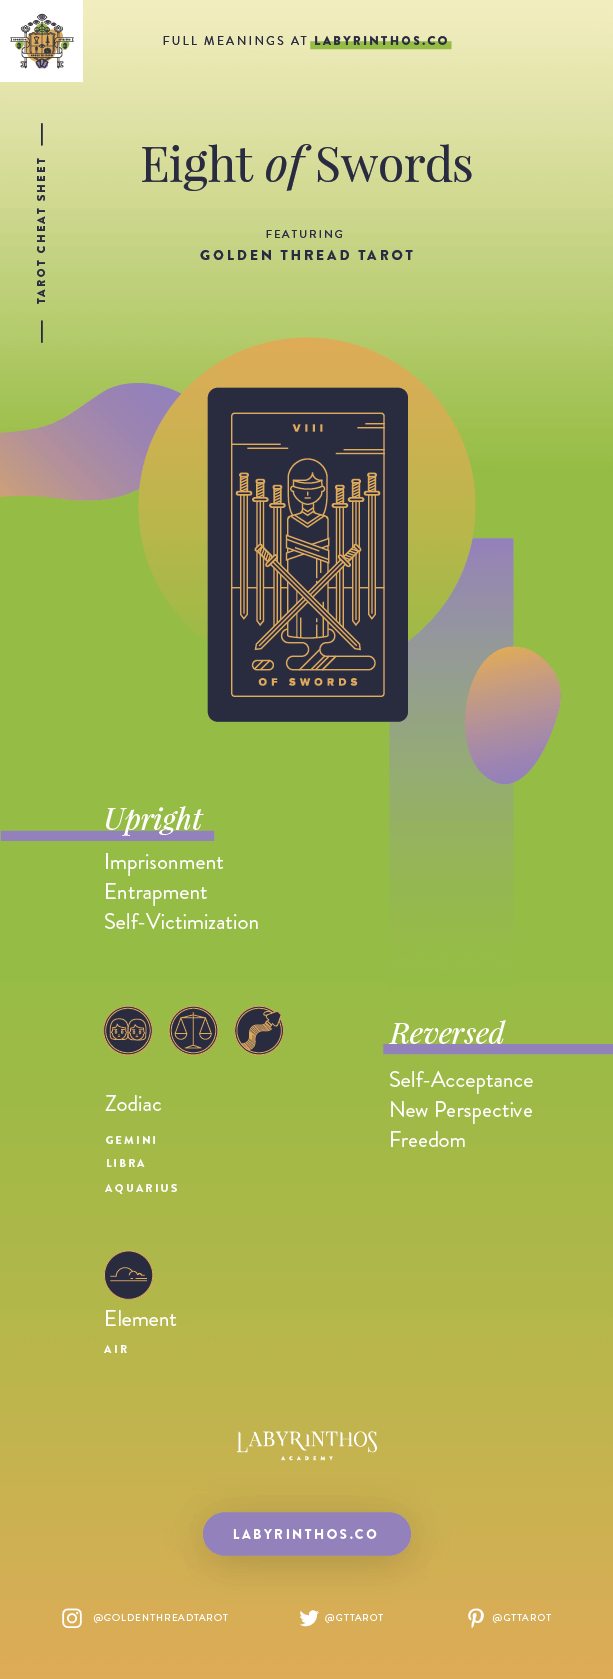 FULL MEANINGS AT LABYRINTHOS.CO
TAROT CHEAT SHEET
Eight of Swords
FEATURING
GOLDEN THREAD TAROT
VIII
OF SWORDS
Upright
Imprisonment
Entrapment
Self-Victimization
Zodiac
GEMINI
LIBRA
AQUARIUS
Reversed
Self-Acceptance
New Perspective
Freedom
Element
AIR
LABYRINTHOS
ACADEMY
LABYRINTHOS.CO
@GOLDENTHREADTAROT
@GTTAROT
@GTTAROT